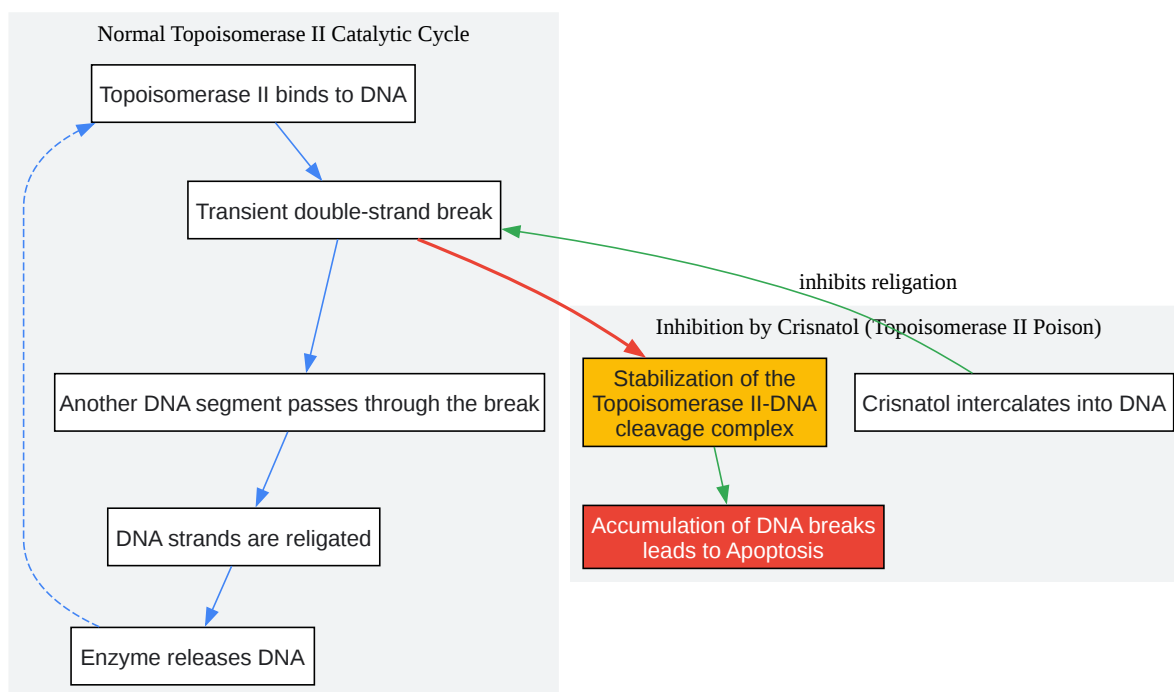 Normal Topoisomerase II Catalytic Cycle
Topoisomerase II binds to DNA
Transient double-strand break
Another DNA segment passes through the break
DNA strands are religated
Enzyme releases DNA
inhibits religation
Inhibition by Crisnatol (Topoisomerase II Poison)
Stabilization of the
Topoisomerase II-DNA
cleavage complex
Crisnatol intercalates into DNA
Accumulation of DNA breaks
leads to Apoptosis